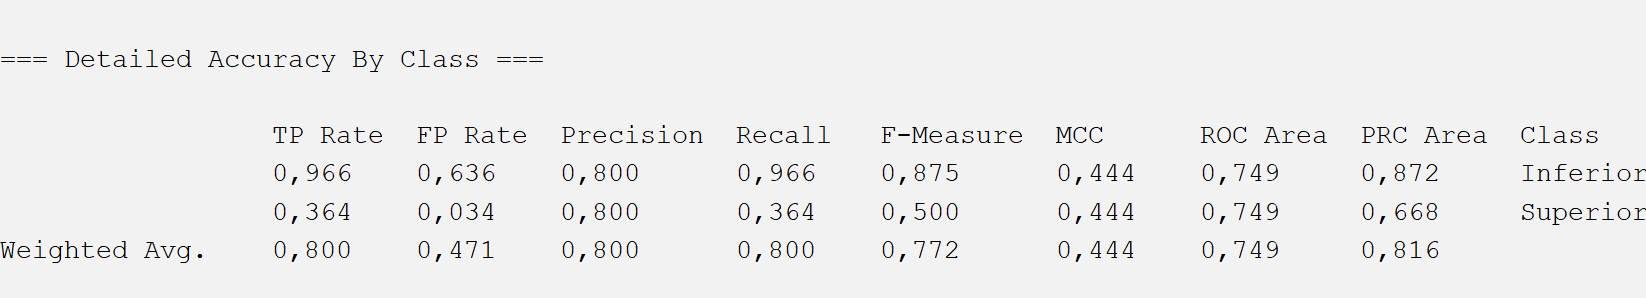 === Detailed Accuracy By Class ===
TP Rate FP Rate Precision Recall F-Measure MCC ROC Area PRC Area Class
0,966 0,636 0,800 0,966 0,875 0,444 0,749 0,872 Inferior
0,364 0,034 0,800 0,364 0,500 0,444 0,749 0,668 Superior
Weighted Avg. 0,800 0,471 0,800 0,800 0,772 0,444 0,749 0,816